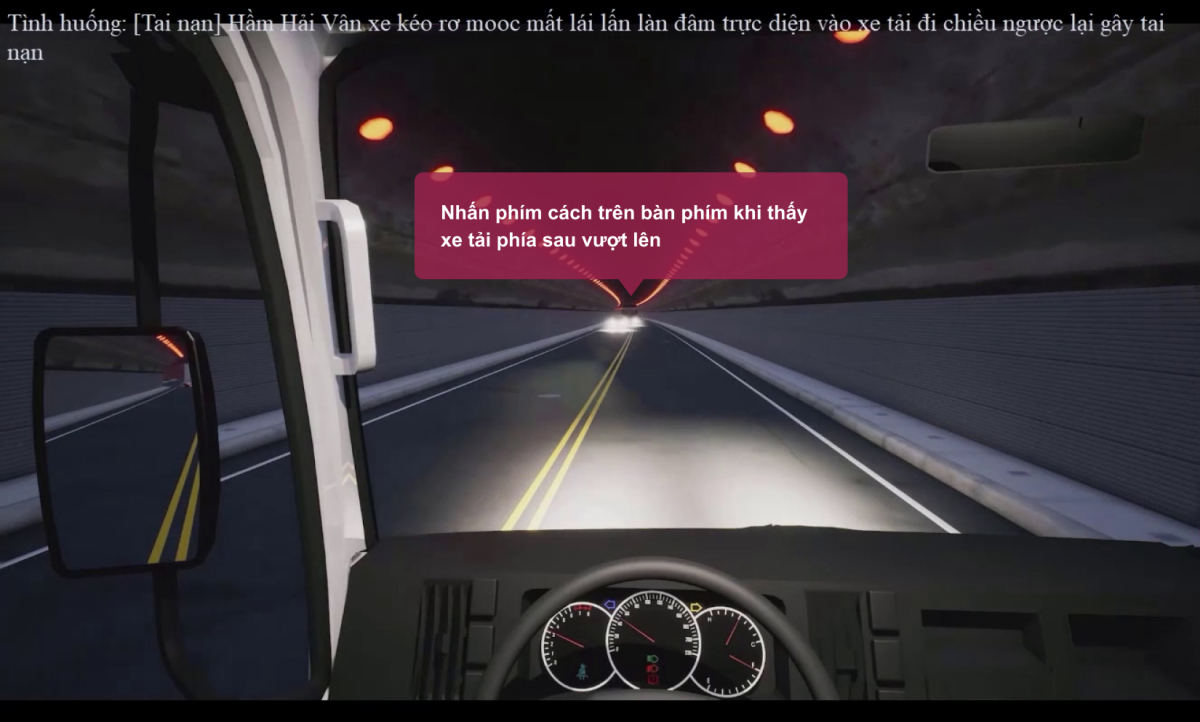 Tình huống: [Tai nạn] Hầm Hải Vân xe kéo rơ mooc mất lái lấn làn đâm trực diện vào xe tải đi chiều ngược lại gây tai
nạn
Nhấn phím cách trên bàn phím khi thấy
xe tải phía sau vượt lên